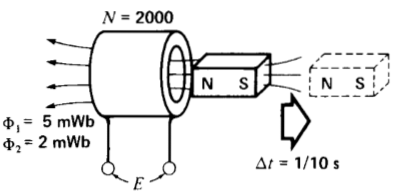 N = 2000
N S
N S
Φ₁ = 5 mWb
Φ₂ = 2 mWb
E
Δt = 1/10 s